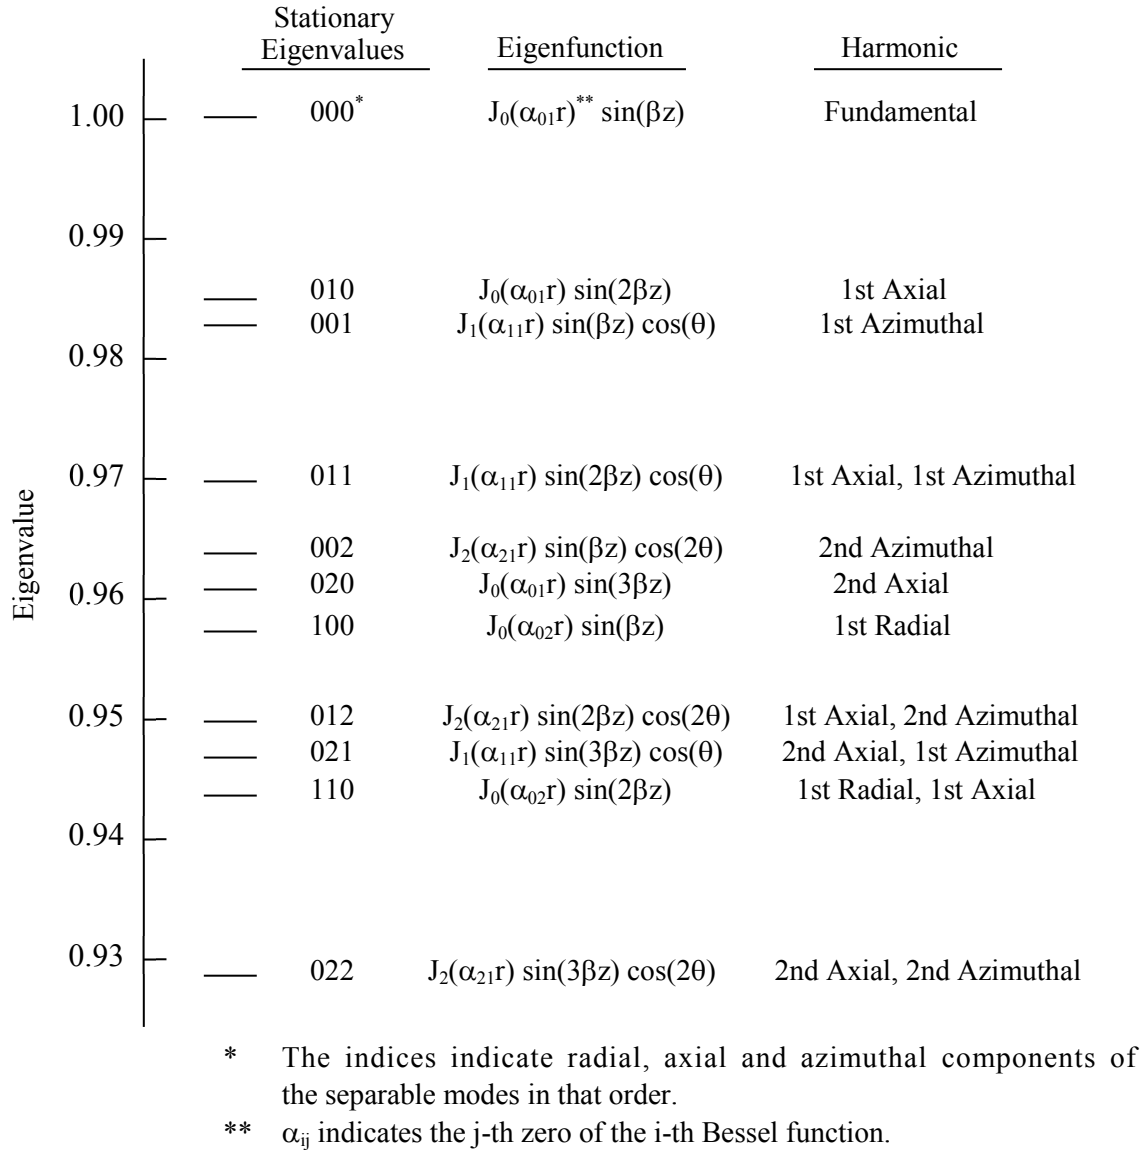 Stationary
Eigenvalues Eigenfunction Harmonic
1.00 000* J₀(α₀₁r)** sin(βz) Fundamental
0.99
010 J₀(α₀₁r) sin(2βz) 1st Axial
001 J₁(α₁₁r) sin(βz) cos(θ) 1st Azimuthal
0.98
0.97 011 J₁(α₁₁r) sin(2βz) cos(θ) 1st Axial, 1st Azimuthal
002 J₂(α₂₁r) sin(βz) cos(2θ) 2nd Azimuthal
020 J₀(α₀₁r) sin(3βz) 2nd Axial
0.96
100 J₀(α₀₂r) sin(βz) 1st Radial
0.95 012 J₂(α₂₁r) sin(2βz) cos(2θ) 1st Axial, 2nd Azimuthal
021 J₁(α₁₁r) sin(3βz) cos(θ) 2nd Axial, 1st Azimuthal
110 J₀(α₀₂r) sin(2βz) 1st Radial, 1st Axial
0.94
0.93 022 J₂(α₂₁r) sin(3βz) cos(2θ) 2nd Axial, 2nd Azimuthal
Eigenvalue
* The indices indicate radial, axial and azimuthal components of
the separable modes in that order.
** αᵢⱼ indicates the j-th zero of the i-th Bessel function.